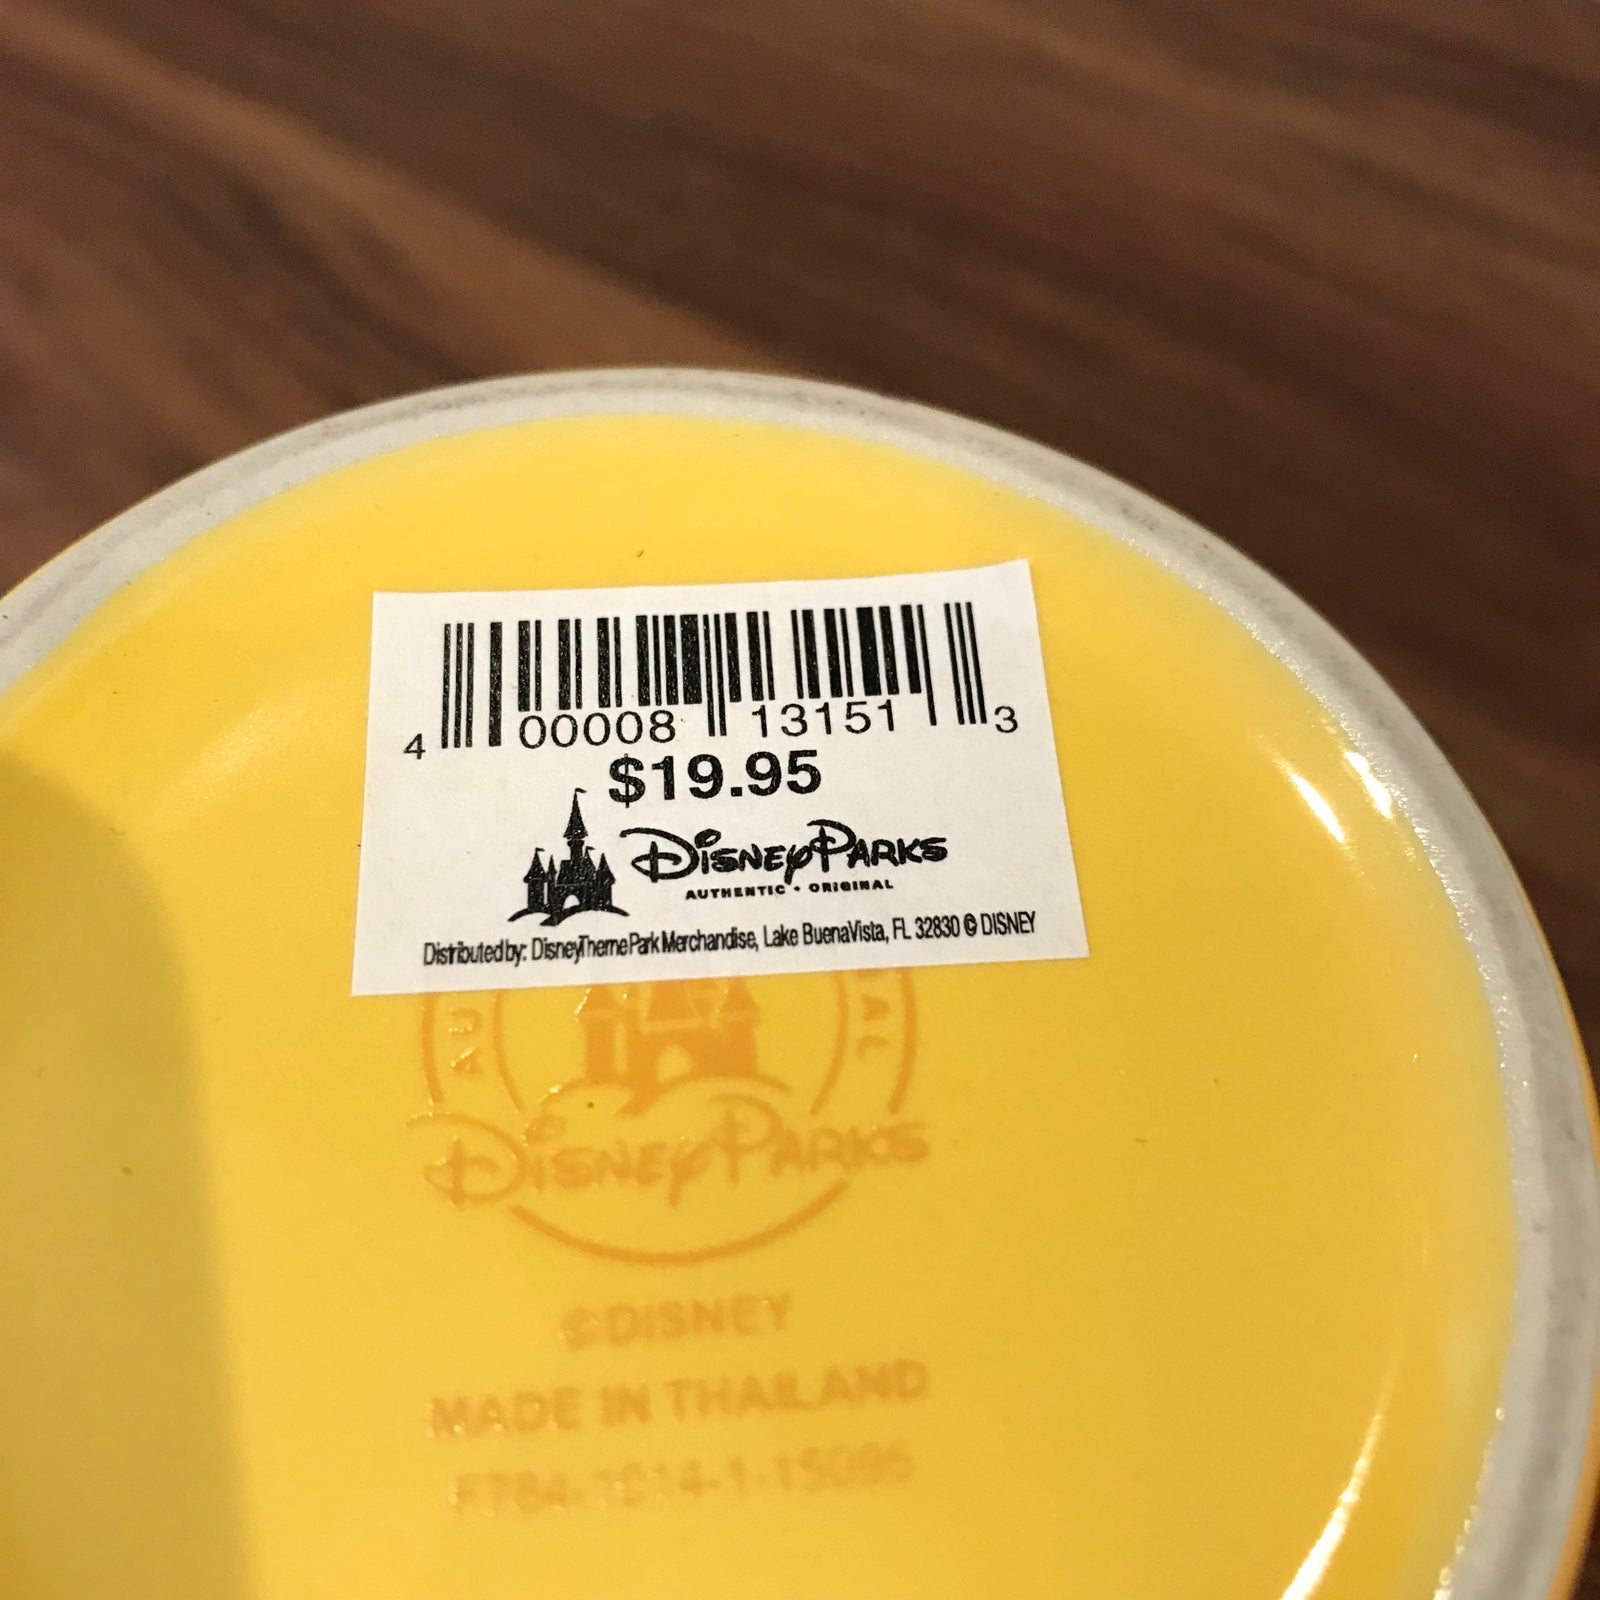 4 00008 13151 3
$19.95
DISNEY PARKS
AUTHENTIC • ORIGINAL
Distributed by: Disney Theme Park Merchandise, Lake Buena Vista, FL 32830 © DISNEY
DISNEY PARKS
©DISNEY
MADE IN THAILAND